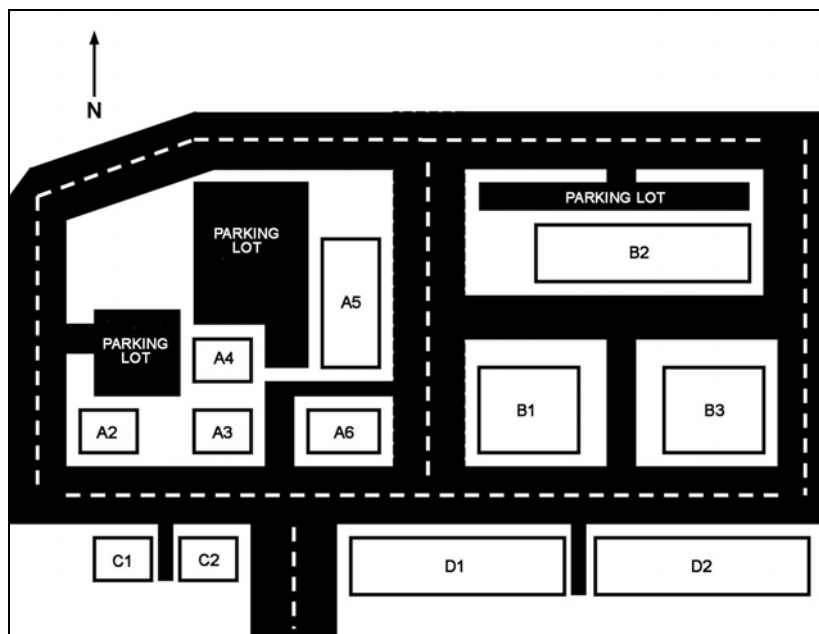 N
PARKING LOT
PARKING
LOT
B2
A5
PARKING
LOT
A4
B1
B3
A2
A3
A6
C1
C2
D1
D2